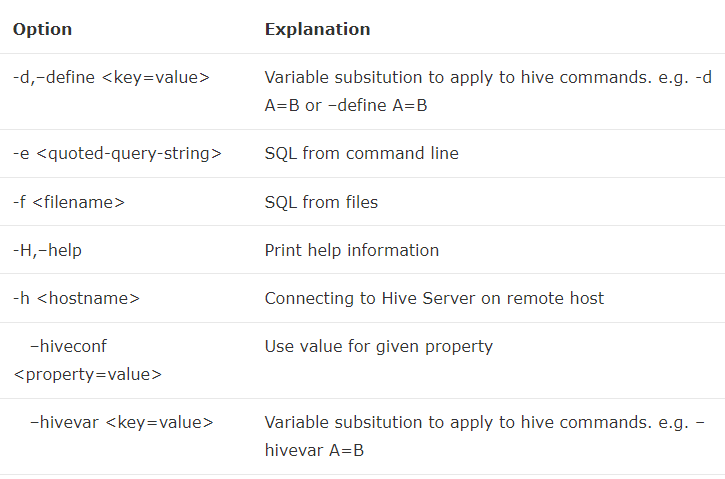 Option Explanation
-d,–define <key=value> Variable subsitution to apply to hive commands. e.g. -d
A=B or –define A=B
-e <quoted-query-string> SQL from command line
-f <filename> SQL from files
-H,–help Print help information
-h <hostname> Connecting to Hive Server on remote host
–hiveconf Use value for given property
<property=value>
–hivevar <key=value> Variable subsitution to apply to hive commands. e.g. –
hivevar A=B